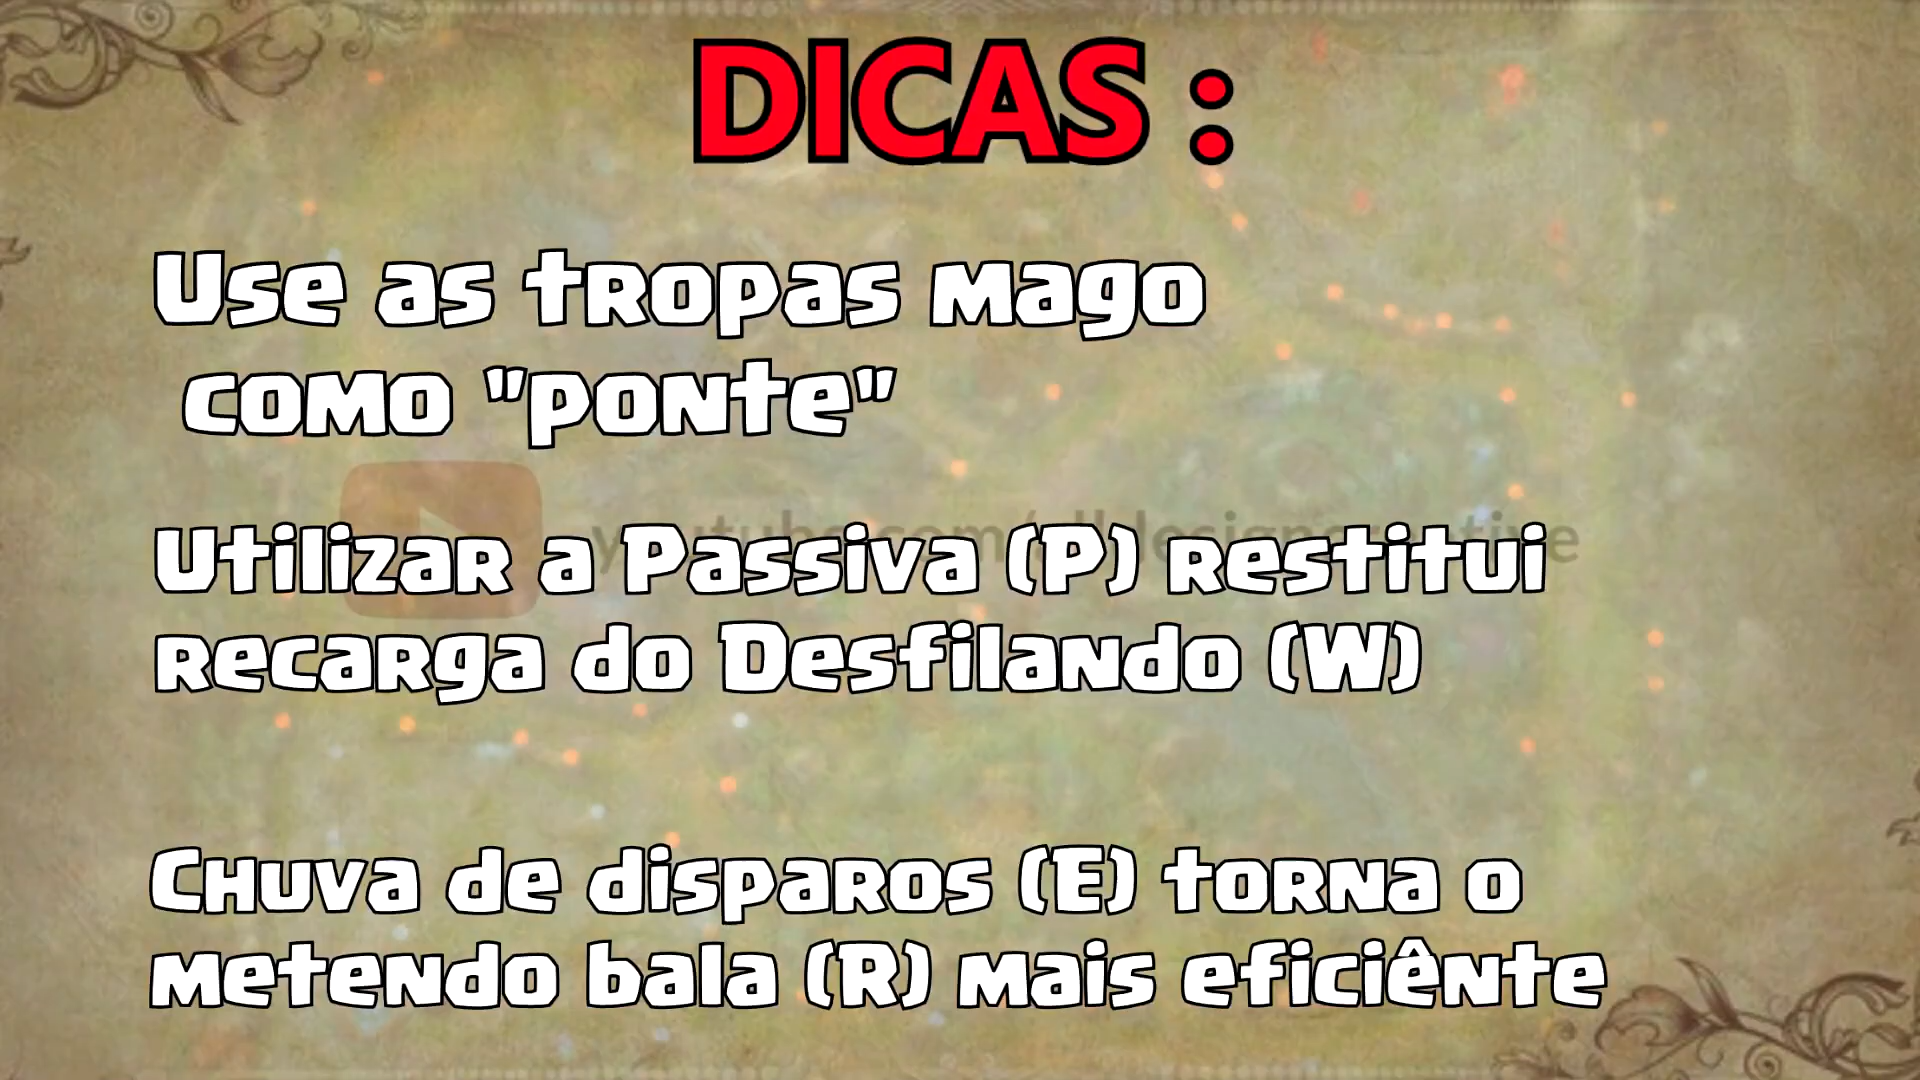 DICAS :
Use as tropas mago
como "ponte"
Utilizar a Passiva (P) restitui
recarga do Desfilando (W)
Chuva de disparos (E) torna o
metendo bala (R) mais eficiênte